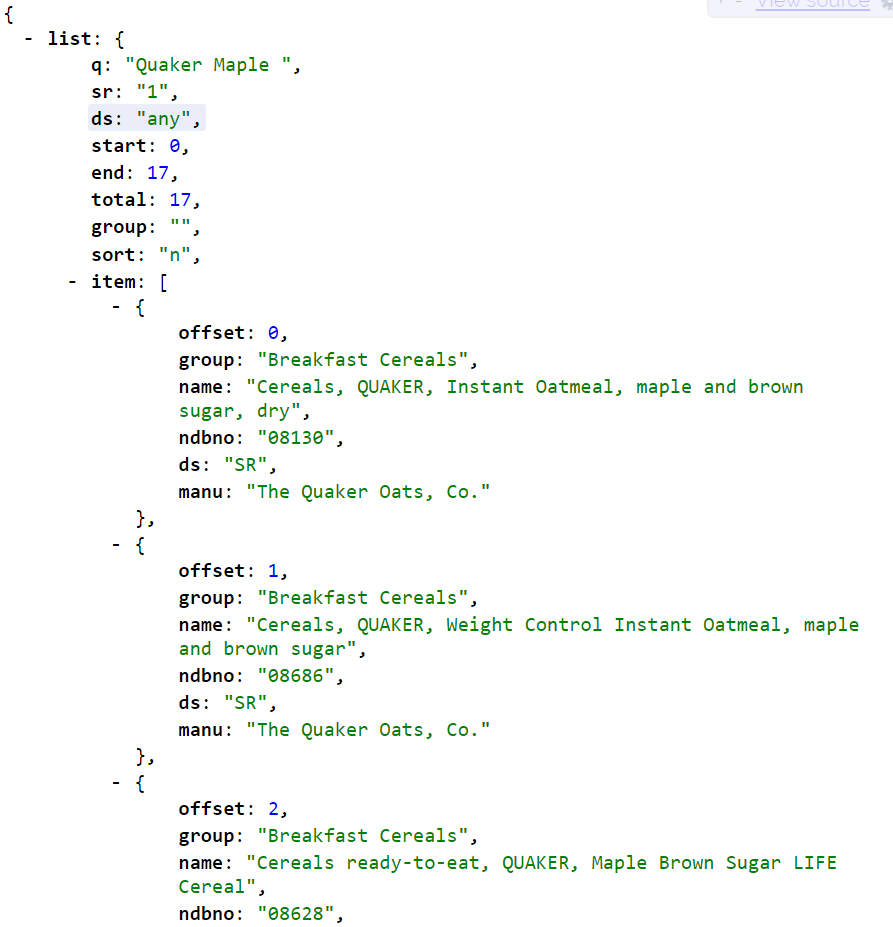 View source
{
- list: {
q: "Quaker Maple ",
sr: "1",
ds: "any",
start: 0,
end: 17,
total: 17,
group: "",
sort: "n",
- item: [
- {
offset: 0,
group: "Breakfast Cereals",
name: "Cereals, QUAKER, Instant Oatmeal, maple and brown
sugar, dry",
ndbno: "08130",
ds: "SR",
manu: "The Quaker Oats, Co."
},
- {
offset: 1,
group: "Breakfast Cereals",
name: "Cereals, QUAKER, Weight Control Instant Oatmeal, maple
and brown sugar",
ndbno: "08686",
ds: "SR",
manu: "The Quaker Oats, Co."
},
- {
offset: 2,
group: "Breakfast Cereals",
name: "Cereals ready-to-eat, QUAKER, Maple Brown Sugar LIFE
Cereal",
ndbno: "08628",